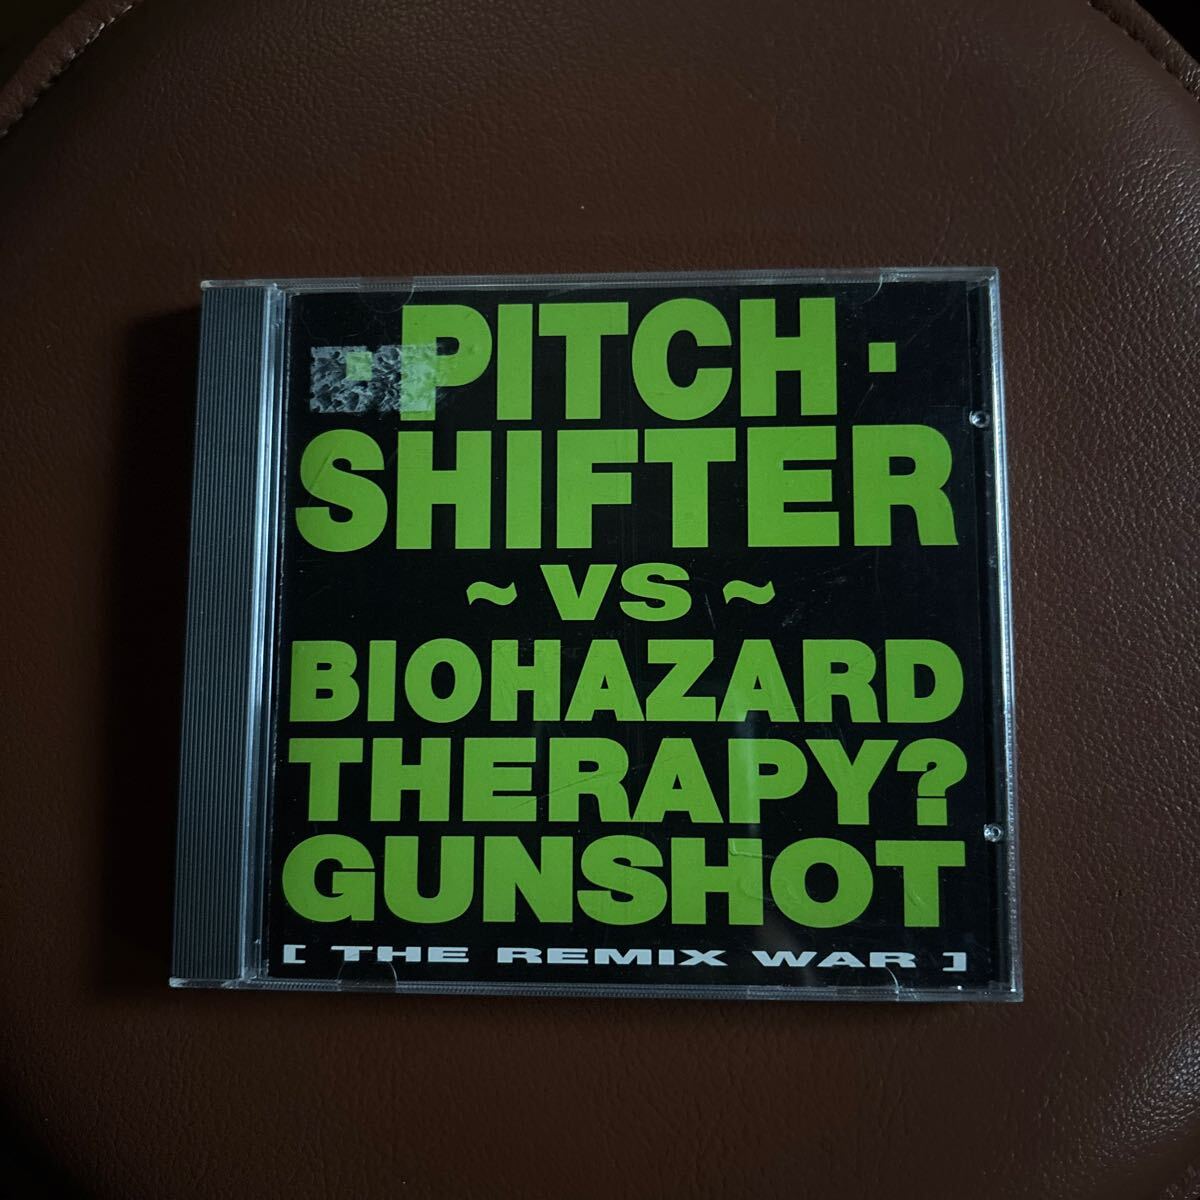 ·PITCH·
SHIFTER
~VS~
BIOHAZARD
THERAPY?
GUNSHOT
[ THE REMIX WAR ]